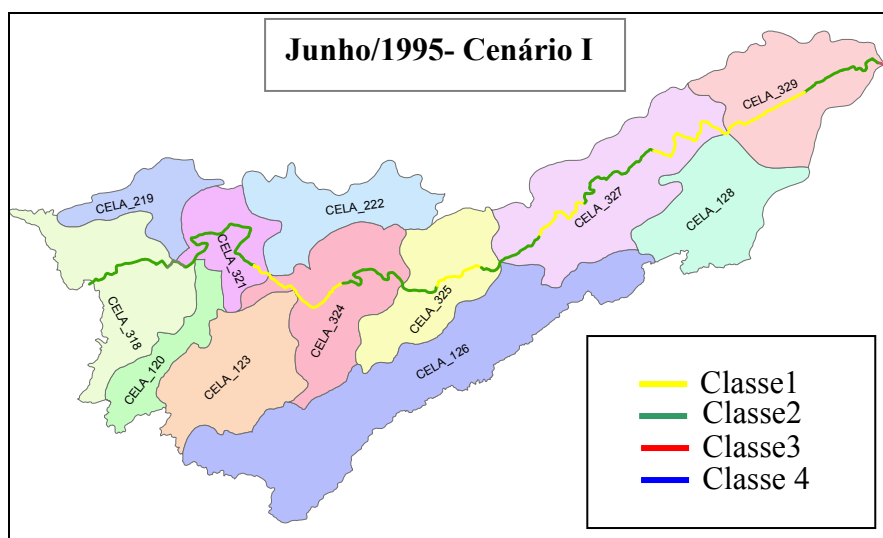 Junho/1995- Cenário I
CELA_329
CELA_219
CELA_222
CELA_327
CELA_128
CELA_321
CELA_318
CELA_324
CELA_325
CELA_120
CELA_123
CELA_126
Classe1
Classe2
Classe3
Classe 4